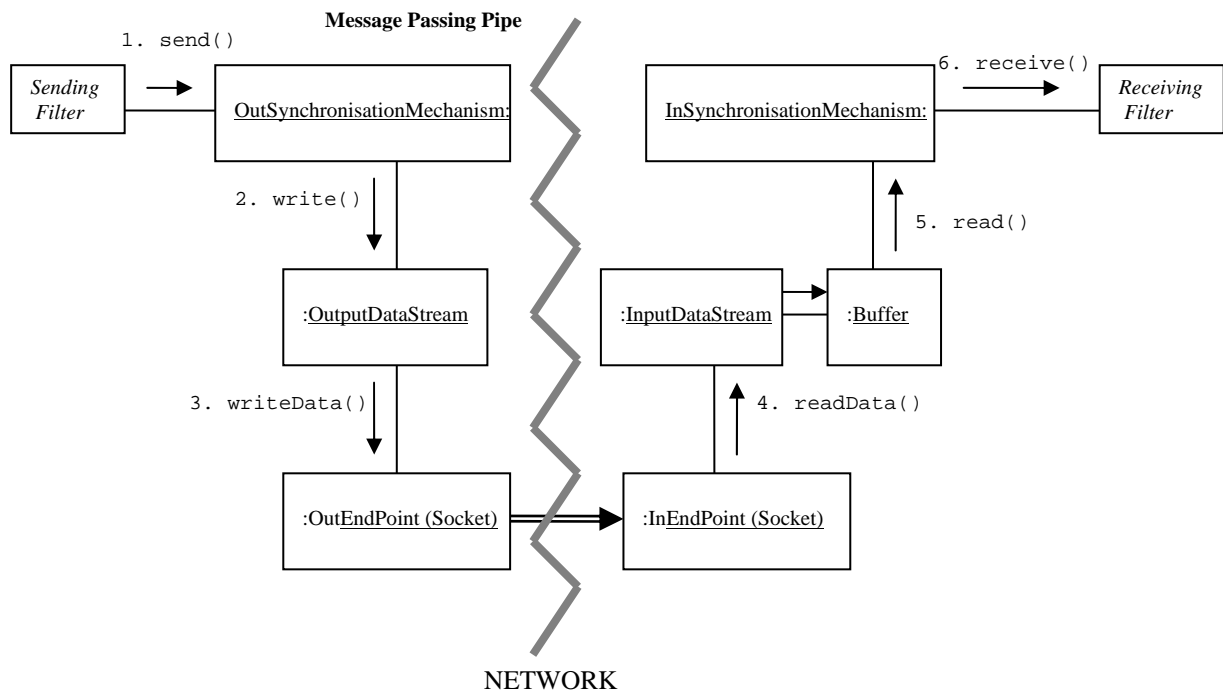 Message Passing Pipe
1. send()
6. receive()
Sending
Filter
OutSynchronisationMechanism:
InSynchronisationMechanism:
Receiving
Filter
2. write()
5. read()
:OutputDataStream
:InputDataStream
:Buffer
3. writeData()
4. readData()
:OutEndPoint (Socket)
:InEndPoint (Socket)
NETWORK